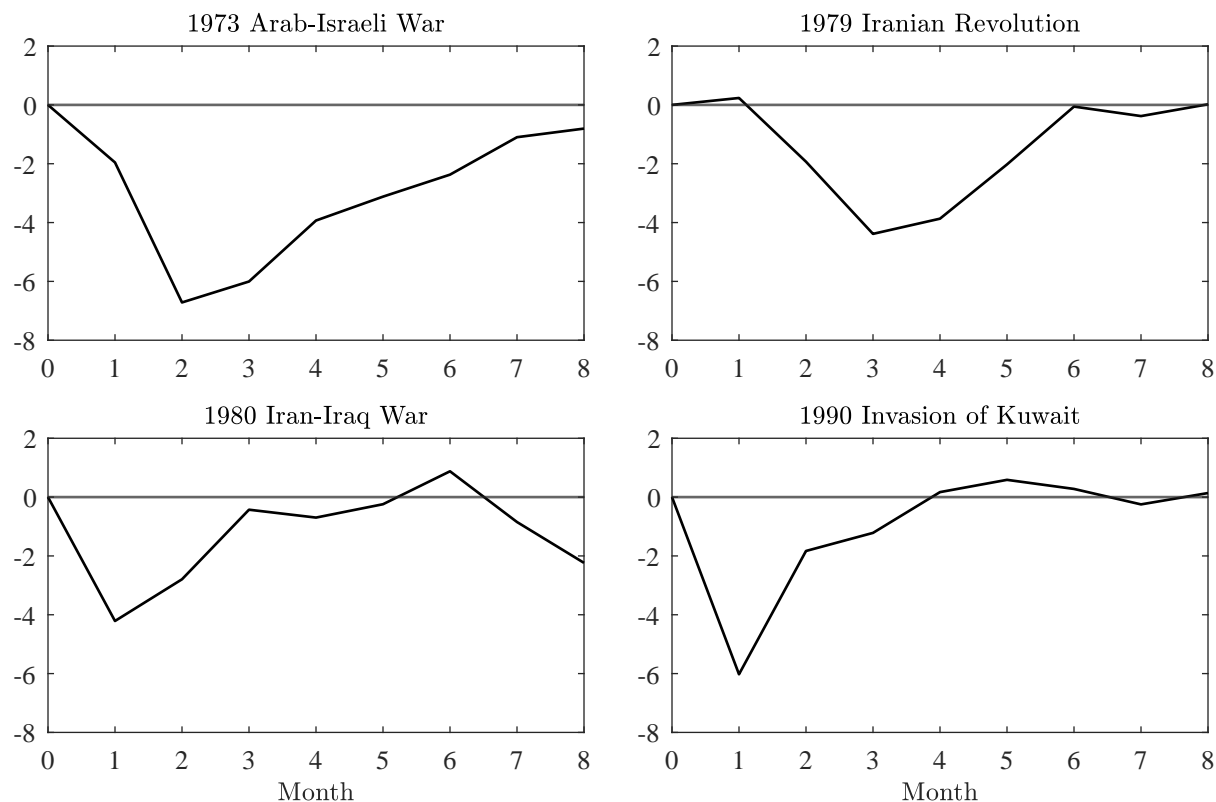 1973 Arab-Israeli War
2
0
-2
-4
-6
-8
0 1 2 3 4 5 6 7 8
1979 Iranian Revolution
2
0
-2
-4
-6
-8
0 1 2 3 4 5 6 7 8
1980 Iran-Iraq War
2
0
-2
-4
-6
-8
0 1 2 3 4 5 6 7 8
Month
1990 Invasion of Kuwait
2
0
-2
-4
-6
-8
0 1 2 3 4 5 6 7 8
Month